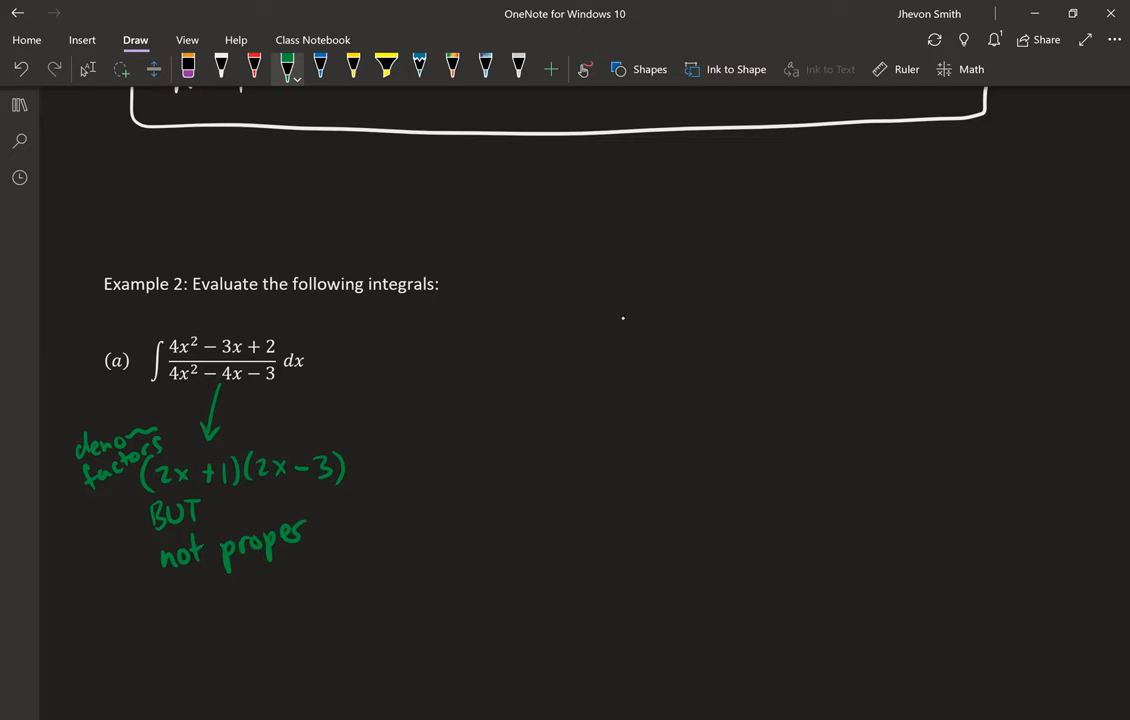 OneNote for Windows 10
Jhevon Smith
Home Insert Draw View Help Class Notebook
1 Share
Shapes Ink to Shape Ink to Text Ruler Math
Example 2: Evaluate the following integrals:
(a) ∫ (4x² − 3x + 2)/(4x² − 4x − 3) dx
denom
factors (2x + 1)(2x − 3)
BUT
not proper